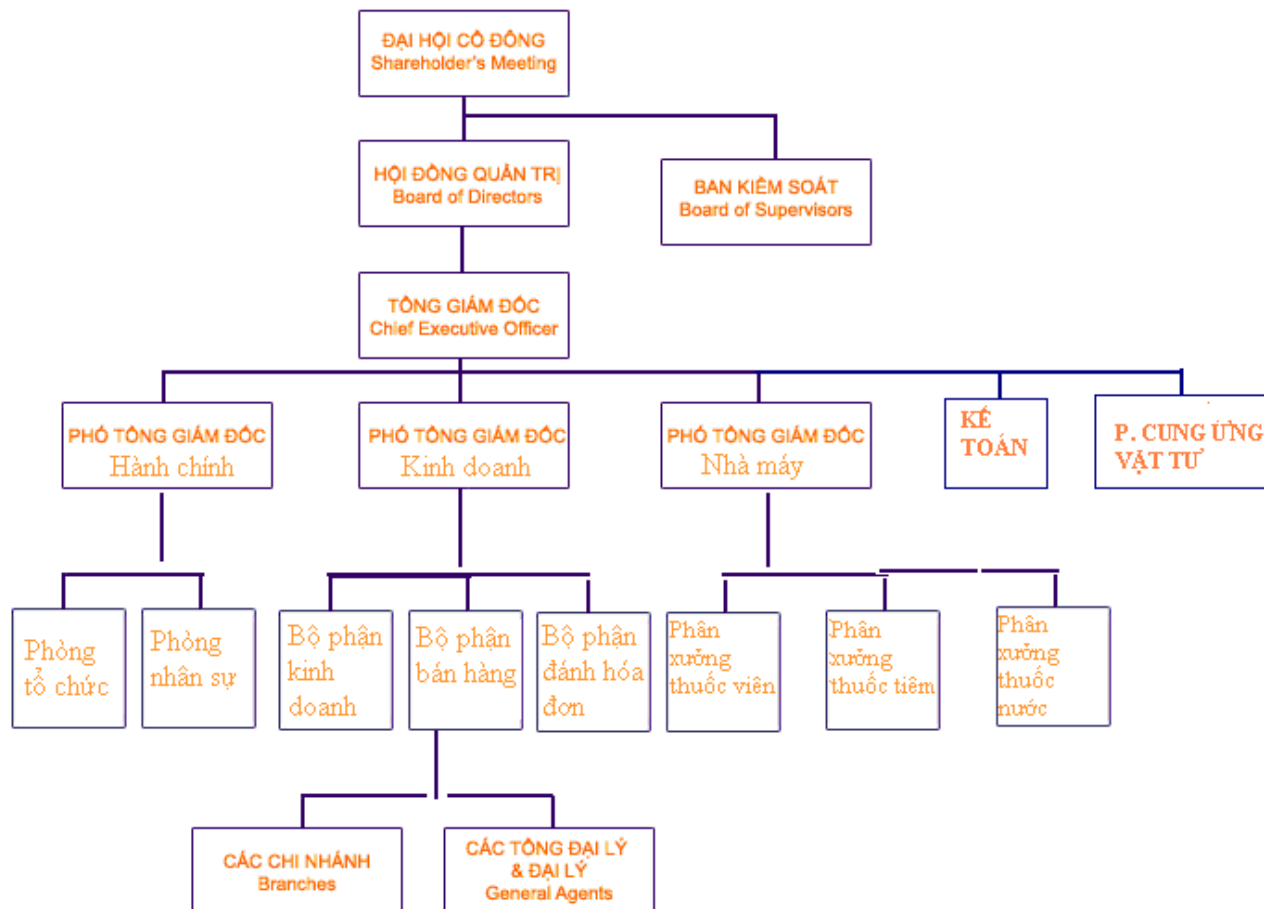 ĐẠI HỘI CỔ ĐÔNG
Shareholder's Meeting
HỘI ĐỒNG QUẢN TRỊ
Board of Directors
BAN KIỂM SOÁT
Board of Supervisors
TỔNG GIÁM ĐỐC
Chief Executive Officer
PHÓ TỔNG GIÁM ĐỐC
Hành chính
PHÓ TỔNG GIÁM ĐỐC
Kinh doanh
PHÓ TỔNG GIÁM ĐỐC
Nhà máy
KẾ
TOÁN
P. CUNG ỨNG
VẬT TƯ
Phòng
tổ chức
Phòng
nhân sự
Bộ phận
kinh
doanh
Bộ phận
bán hàng
Bộ phận
đánh hóa
đơn
Phân
xưởng
thuốc viên
Phân
xưởng
thuốc tiêm
Phân
xưởng
thuốc
nước
CÁC CHI NHÁNH
Branches
CÁC TỔNG ĐẠI LÝ
& ĐẠI LÝ
General Agents